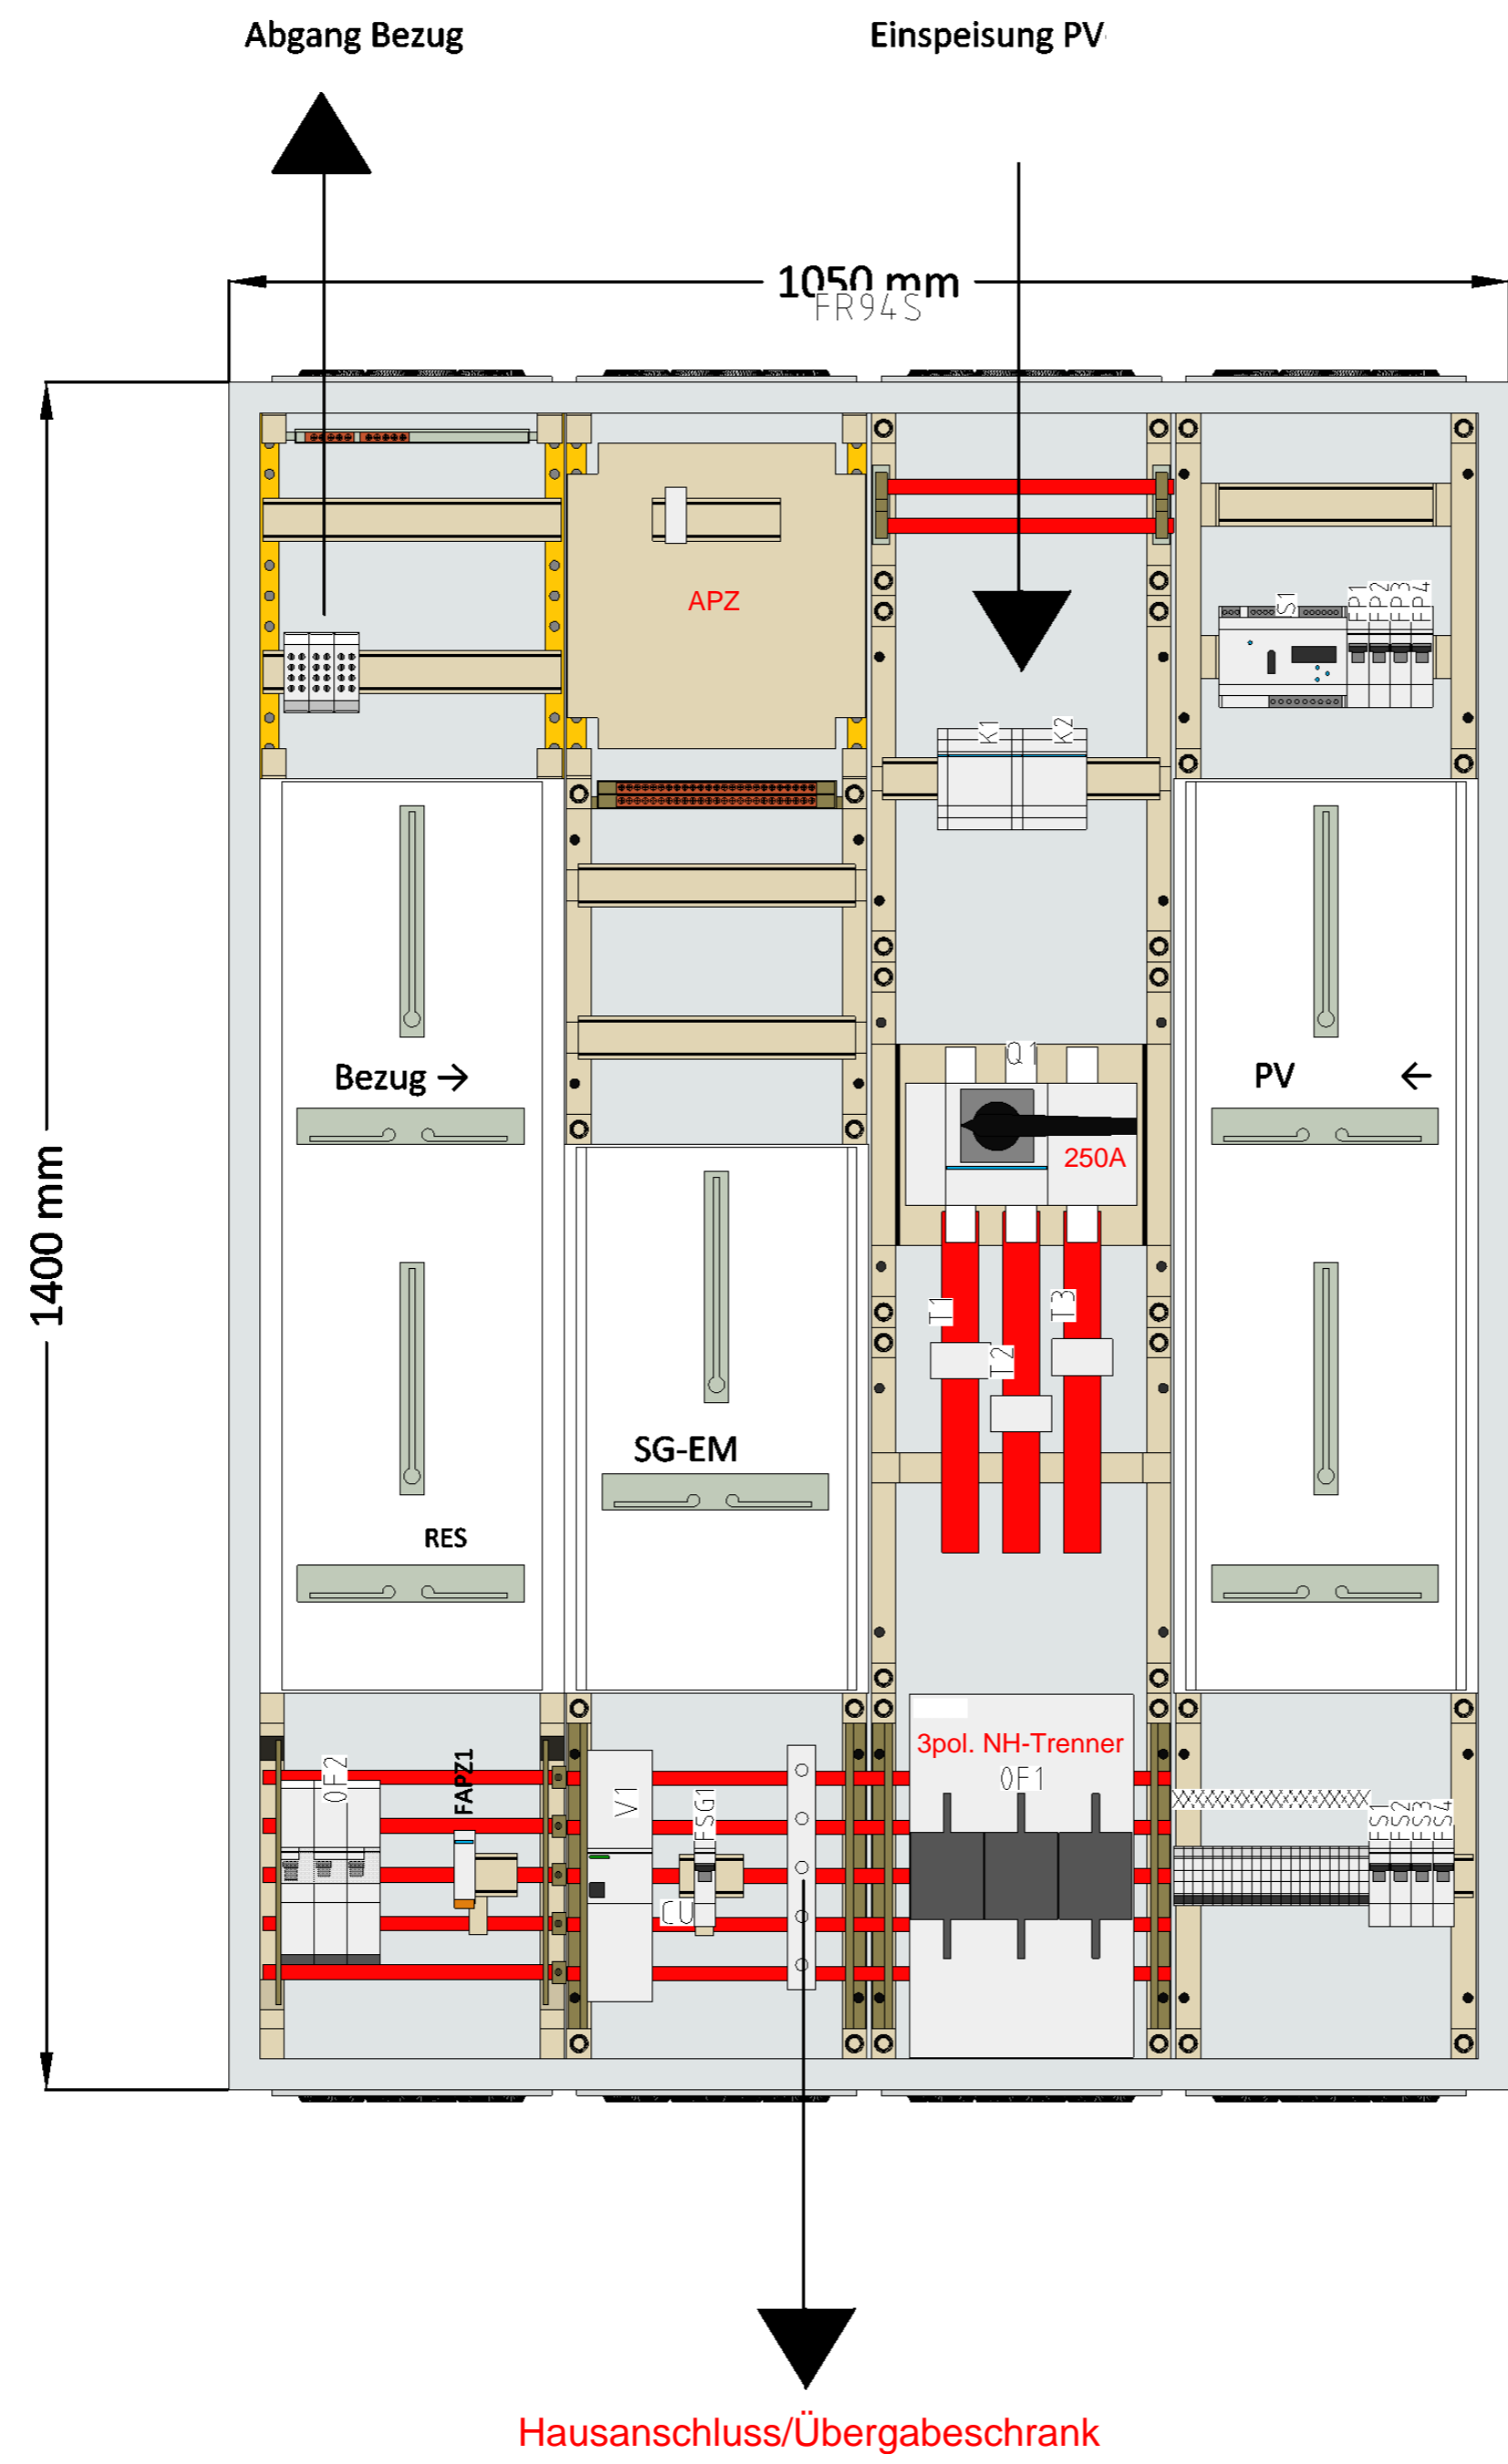 Abgang Bezug
Einspeisung PV
1050 mm
FR94S
1400 mm
APZ
S1
FP1
FP2
FP3
FP4
K1
K2
Bezug →
Q1
250A
PV ←
T1
T2
T3
SG-EM
RES
0F2
FAPZ1
V1
FSG1
CU
3pol. NH-Trenner
0F1
FS1
FS2
FS3
FS4
Hausanschluss/Übergabeschrank